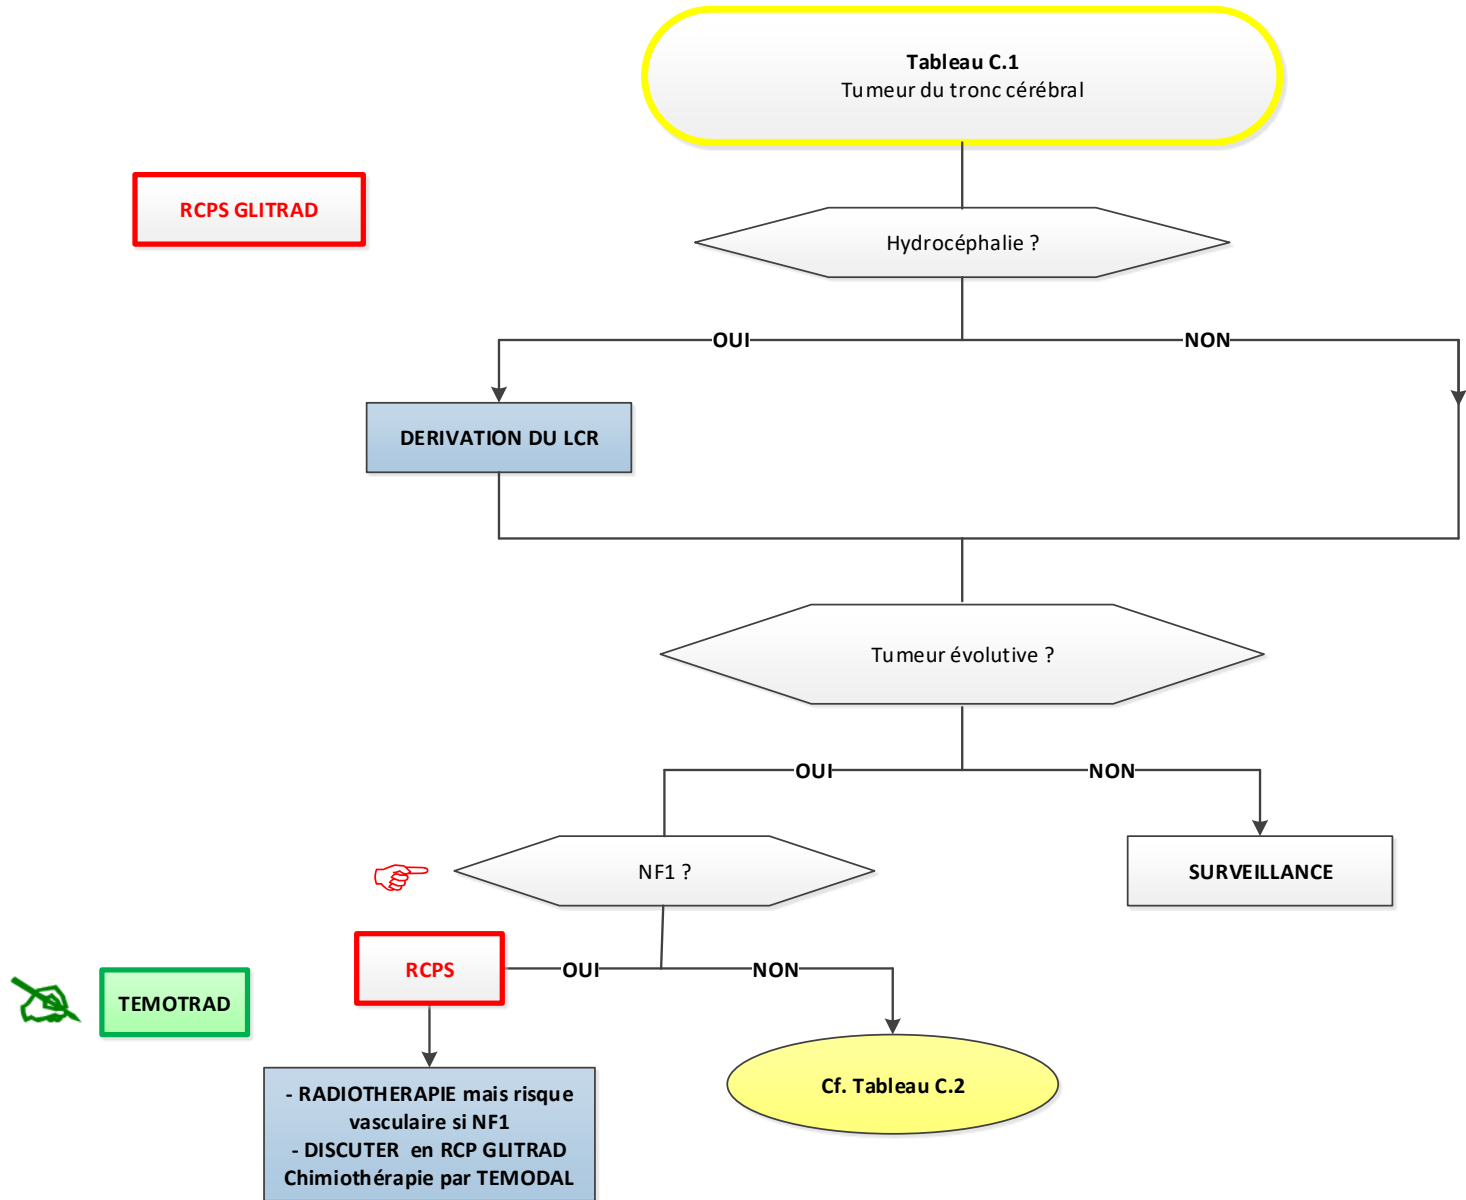 Tableau C.1
Tumeur du tronc cérébral
RCPS GLITRAD
Hydrocéphalie ?
OUI
NON
DERIVATION DU LCR
Tumeur évolutive ?
OUI
NON
NF1 ?
SURVEILLANCE
RCPS
OUI
NON
TEMOTRAD
- RADIOTHERAPIE mais risque
vasculaire si NF1
- DISCUTER en RCP GLITRAD
Chimiothérapie par TEMODAL
Cf. Tableau C.2